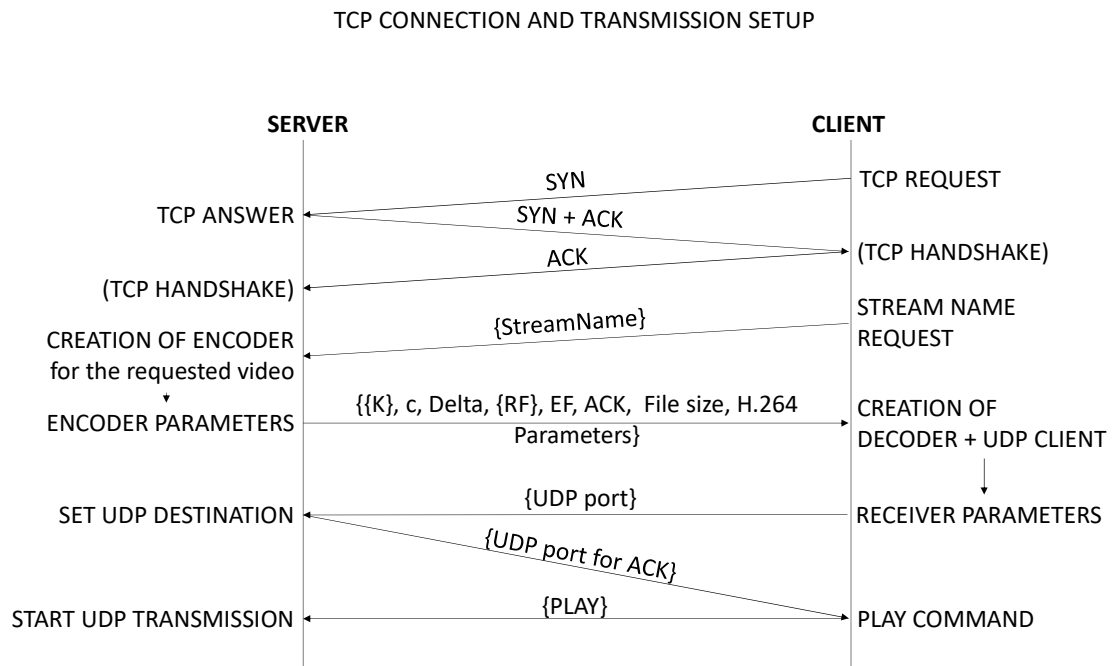 TCP CONNECTION AND TRANSMISSION SETUP
SERVER
CLIENT
SYN
TCP REQUEST
TCP ANSWER
SYN + ACK
ACK
(TCP HANDSHAKE)
(TCP HANDSHAKE)
{StreamName}
STREAM NAME
REQUEST
CREATION OF ENCODER
for the requested video
{{K}, c, Delta, {RF}, EF, ACK,  File size, H.264
Parameters}
ENCODER PARAMETERS
CREATION OF
DECODER + UDP CLIENT
{UDP port}
SET UDP DESTINATION
RECEIVER PARAMETERS
{UDP port for ACK}
{PLAY}
START UDP TRANSMISSION
PLAY COMMAND